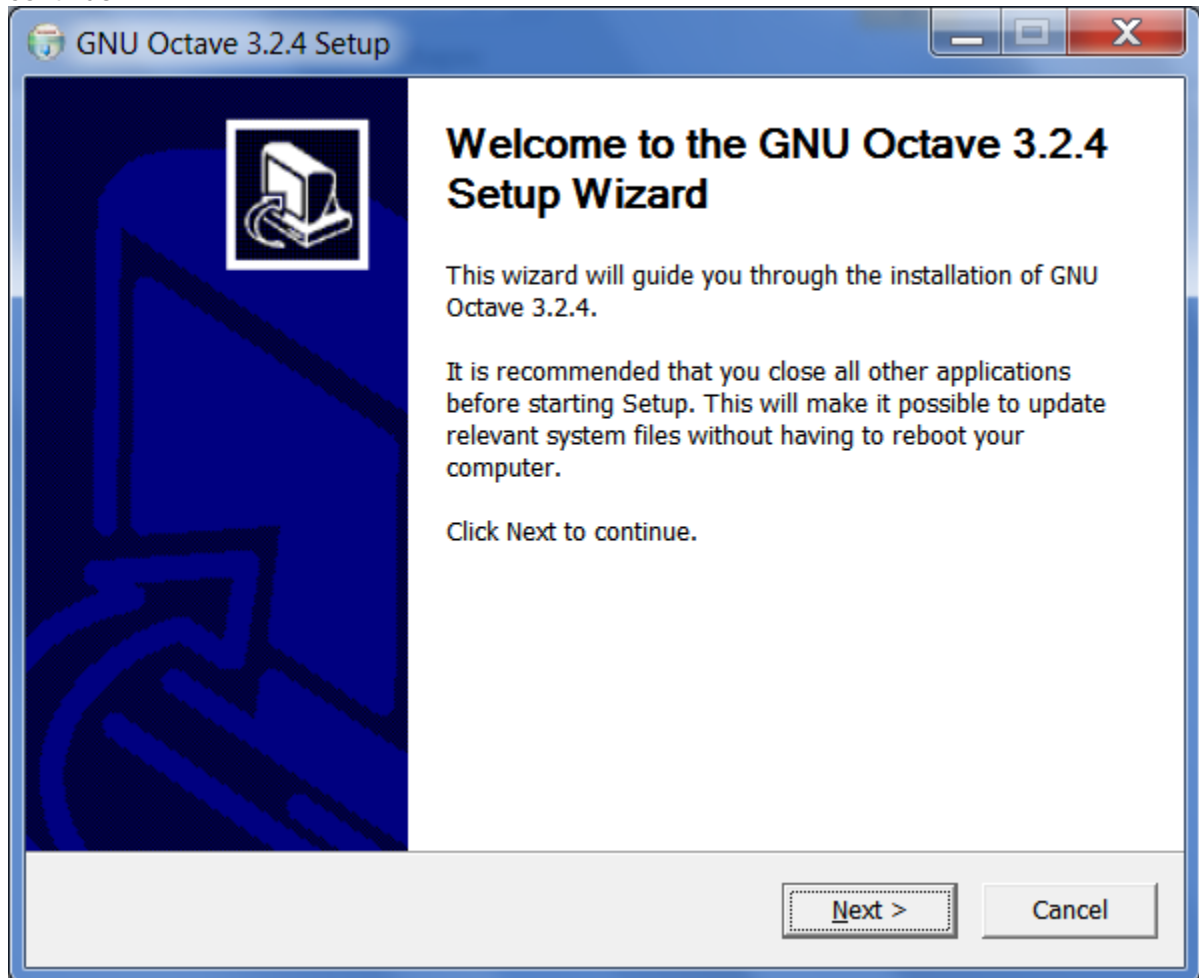 GNU Octave 3.2.4 Setup
Welcome to the GNU Octave 3.2.4
Setup Wizard
This wizard will guide you through the installation of GNU
Octave 3.2.4.
It is recommended that you close all other applications
before starting Setup. This will make it possible to update
relevant system files without having to reboot your
computer.
Click Next to continue.
Next >
Cancel